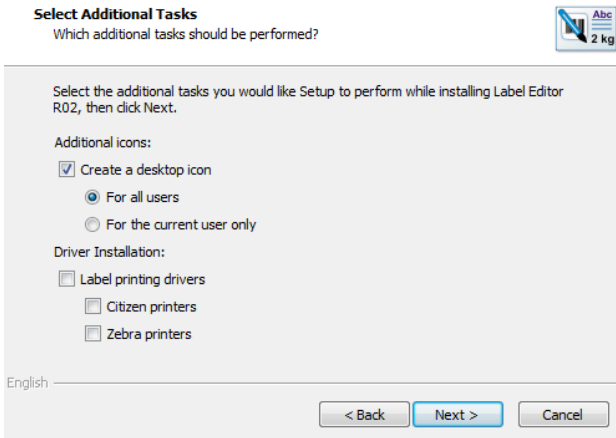 Select Additional Tasks
Which additional tasks should be performed?
Abc
2 kg
Select the additional tasks you would like Setup to perform while installing Label Editor
R02, then click Next.
Additional icons:
Create a desktop icon
For all users
For the current user only
Driver Installation:
Label printing drivers
Citizen printers
Zebra printers
English
< Back
Next >
Cancel